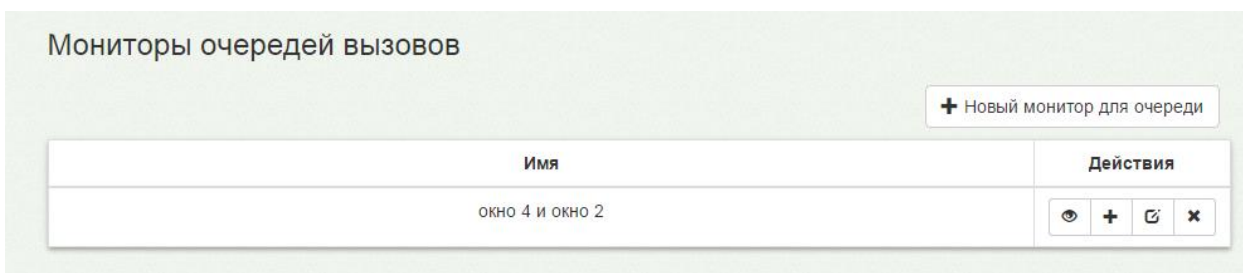 Мониторы очередей вызовов
Новый монитор для очереди
Имя Действия
окно 4 и окно 2